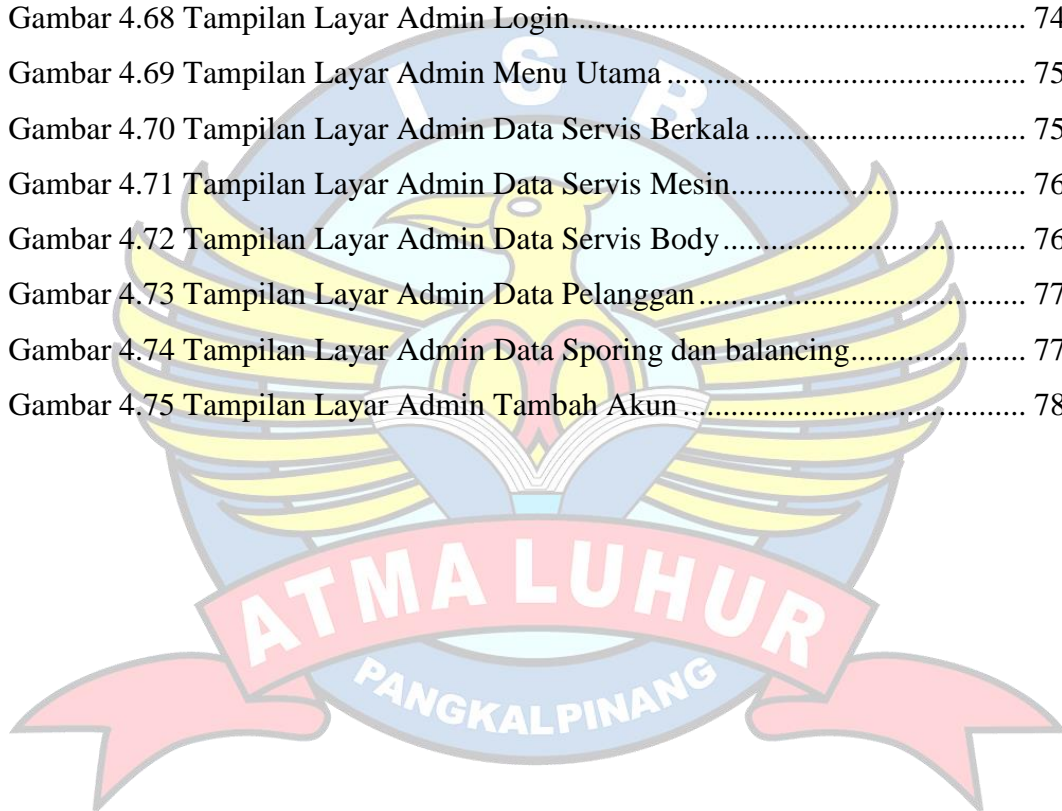 Gambar 4.68 Tampilan Layar Admin Login.................................................... 74
Gambar 4.69 Tampilan Layar Admin Menu Utama ........................................ 75
Gambar 4.70 Tampilan Layar Admin Data Servis Berkala .............................. 75
Gambar 4.71 Tampilan Layar Admin Data Servis Mesin................................. 76
Gambar 4.72 Tampilan Layar Admin Data Servis Body.................................. 76
Gambar 4.73 Tampilan Layar Admin Data Pelanggan..................................... 77
Gambar 4.74 Tampilan Layar Admin Data Sporing dan balancing.................... 77
Gambar 4.75 Tampilan Layar Admin Tambah Akun ....................................... 78
I S B
ATMA LUHUR
PANGKALPINANG